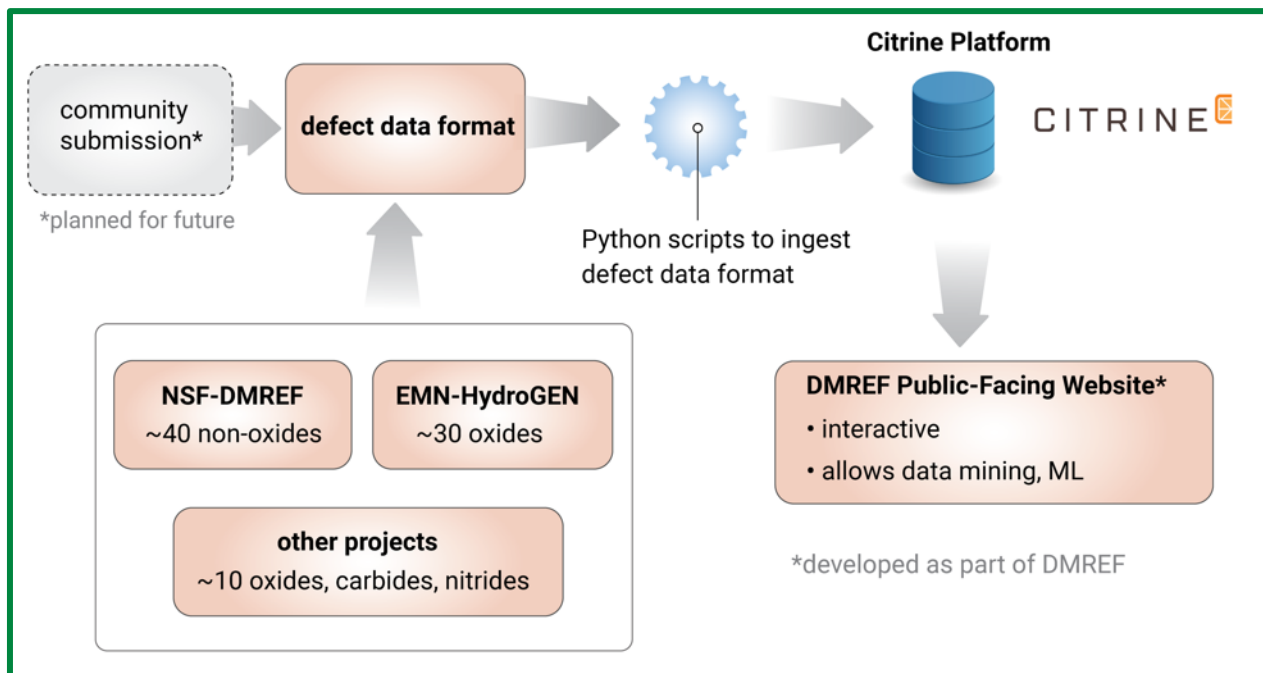 Citrine Platform
community
submission*
defect data format
CITRINE
*planned for future
Python scripts to ingest
defect data format
NSF-DMREF
~40 non-oxides
EMN-HydroGEN
~30 oxides
other projects
~10 oxides, carbides, nitrides
DMREF Public-Facing Website*
• interactive
• allows data mining, ML
*developed as part of DMREF